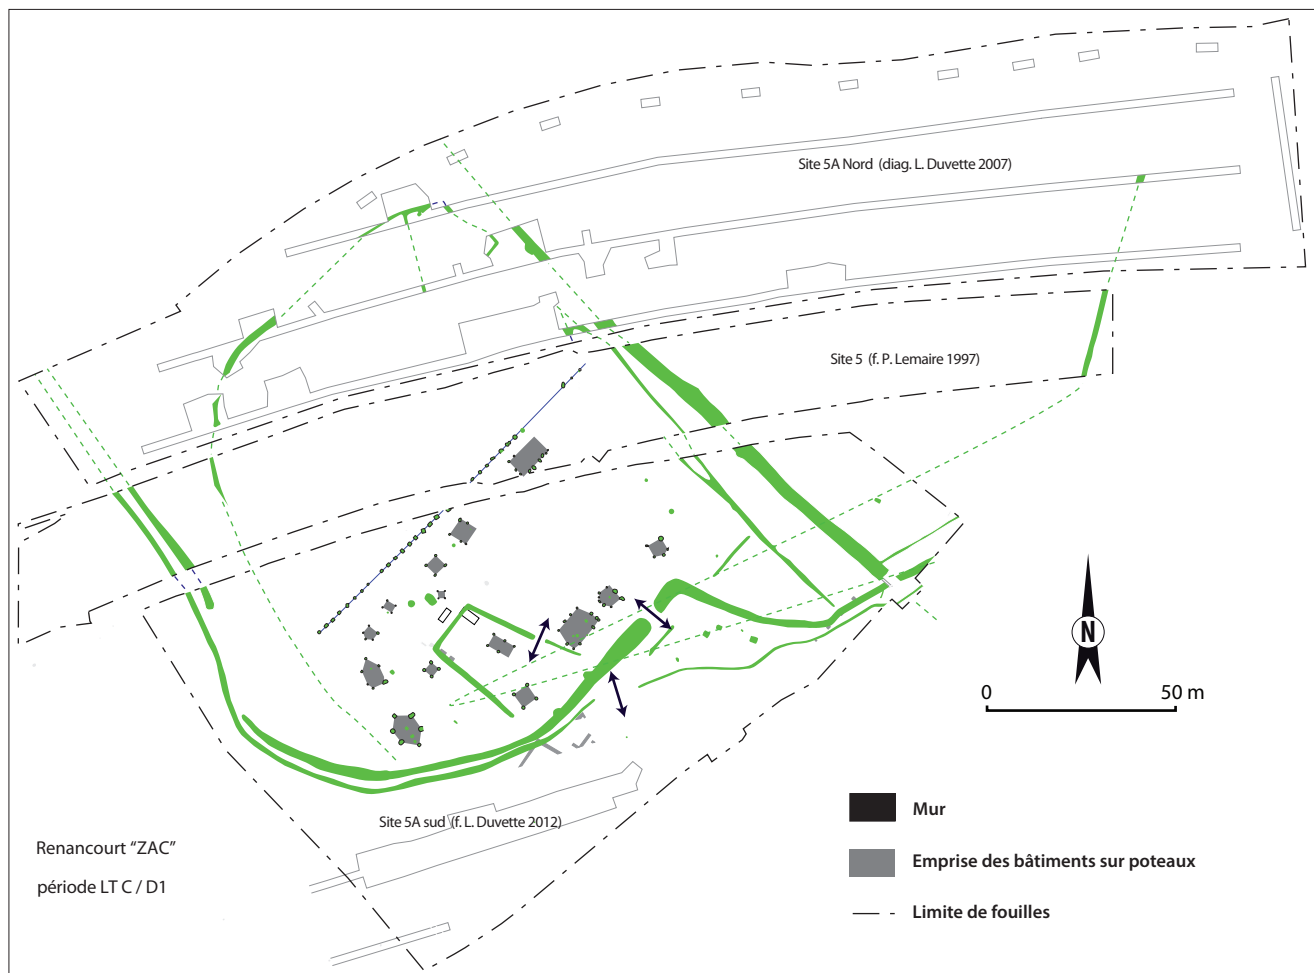 Site 5A Nord (diag. L. Duvette 2007)
Site 5 (f. P. Lemaire 1997)
N
0 50 m
Mur
Site 5A sud (f. L. Duvette 2012)
Renancourt “ZAC”
Emprise des bâtiments sur poteaux
période LT C / D1
Limite de fouilles